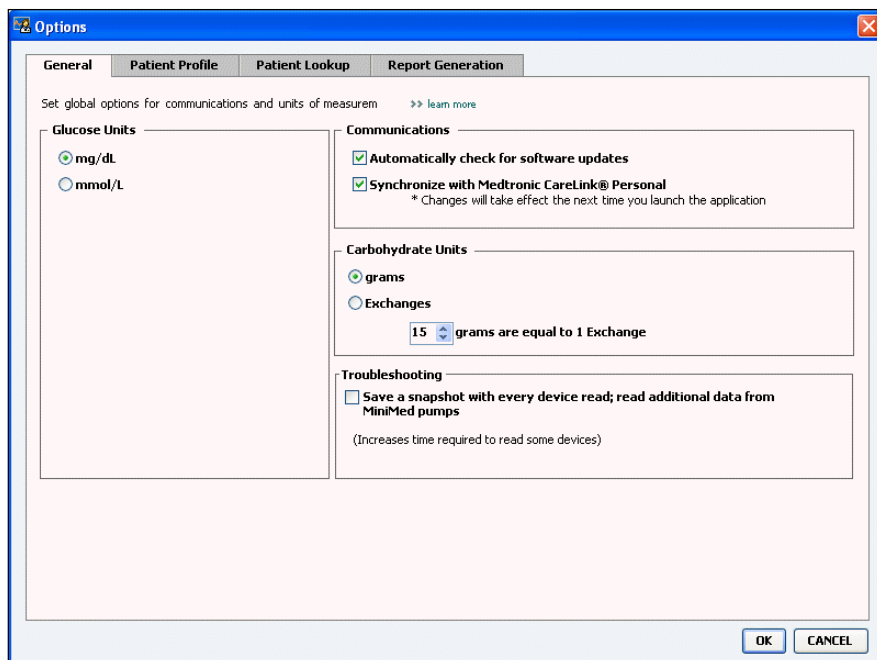 Options
General
Patient Profile
Patient Lookup
Report Generation
Set global options for communications and units of measurem
>> learn more
Glucose Units
mg/dL
mmol/L
Communications
Automatically check for software updates
Synchronize with Medtronic CareLink® Personal
* Changes will take effect the next time you launch the application
Carbohydrate Units
grams
Exchanges
15 grams are equal to 1 Exchange
Troubleshooting
Save a snapshot with every device read; read additional data from
MiniMed pumps
(Increases time required to read some devices)
OK
CANCEL